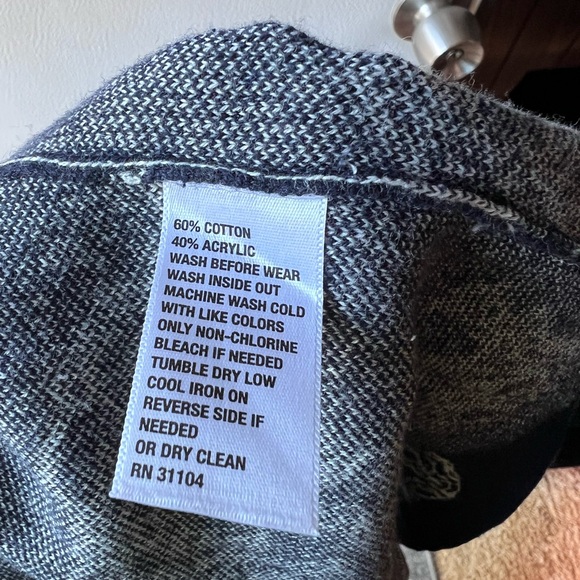 60% COTTON
40% ACRYLIC
WASH BEFORE WEAR
WASH INSIDE OUT
MACHINE WASH COLD
WITH LIKE COLORS
ONLY NON-CHLORINE
BLEACH IF NEEDED
TUMBLE DRY LOW
COOL IRON ON
REVERSE SIDE IF
NEEDED
OR DRY CLEAN
RN 31104